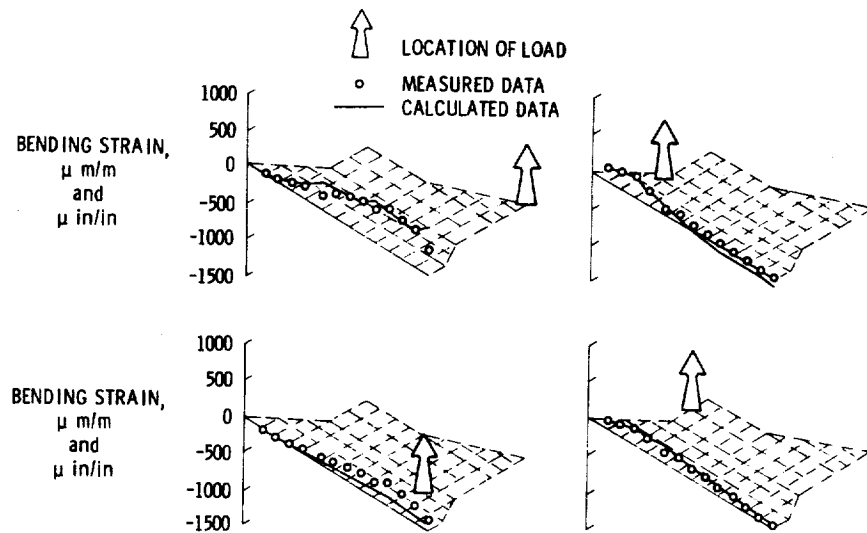 LOCATION OF LOAD
MEASURED DATA
CALCULATED DATA
BENDING STRAIN,
μ m/m
and
μ in/in
1000
500
0
-500
-1000
-1500
BENDING STRAIN,
μ m/m
and
μ in/in
1000
500
0
-500
-1000
-1500